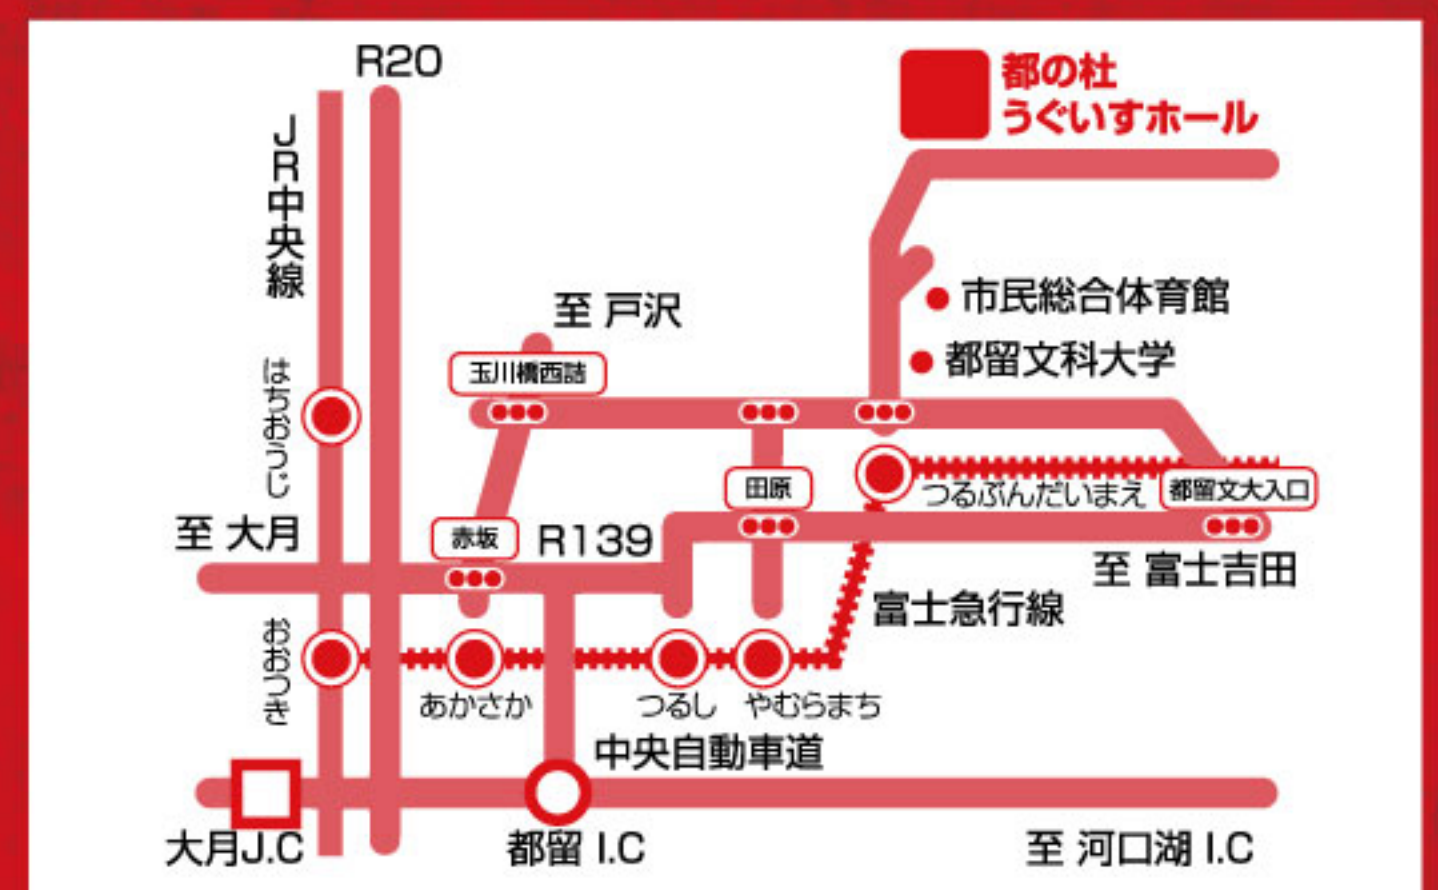 R20
都の杜
うぐいすホール
JR中央線
市民総合体育館
至 戸沢
都留文科大学
玉川橋西詰
はちおうじ
田原
つるぶんだいまえ
都留文大入口
至 大月
赤坂
R139
至 富士吉田
富士急行線
おおつき
あかさか
つるし
やむらまち
中央自動車道
大月J.C
都留 I.C
至 河口湖 I.C